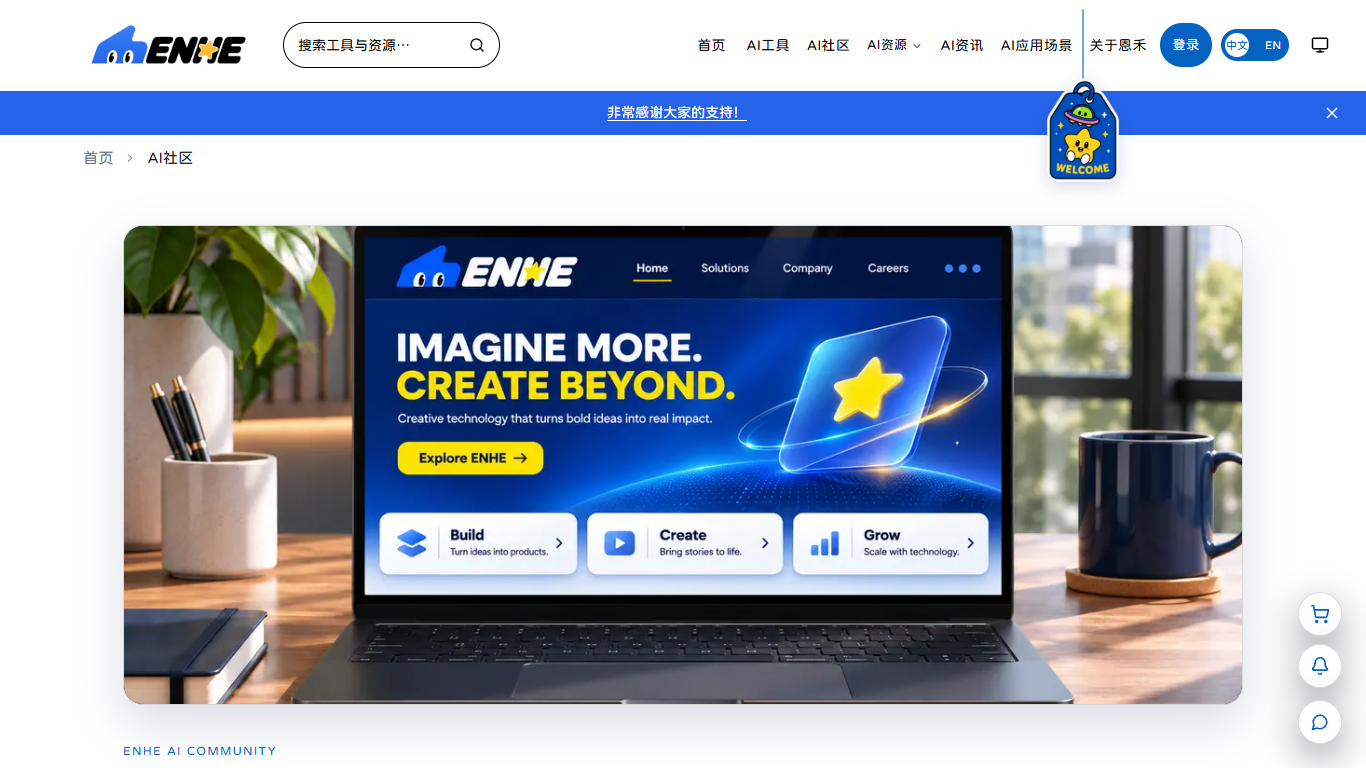 ENHE
搜索工具与资源…
首页
AI工具
AI社区
AI资源
AI资讯
AI应用场景
关于恩禾
登录
中文
EN
非常感谢大家的支持！
WELCOME
首页
AI社区
ENHE
Home
Solutions
Company
Careers
IMAGINE MORE.
CREATE BEYOND.
Creative technology that turns bold ideas into real impact.
Explore ENHE →
Build
Turn ideas into products.
Create
Bring stories to life.
Grow
Scale with technology.
ENHE AI COMMUNITY